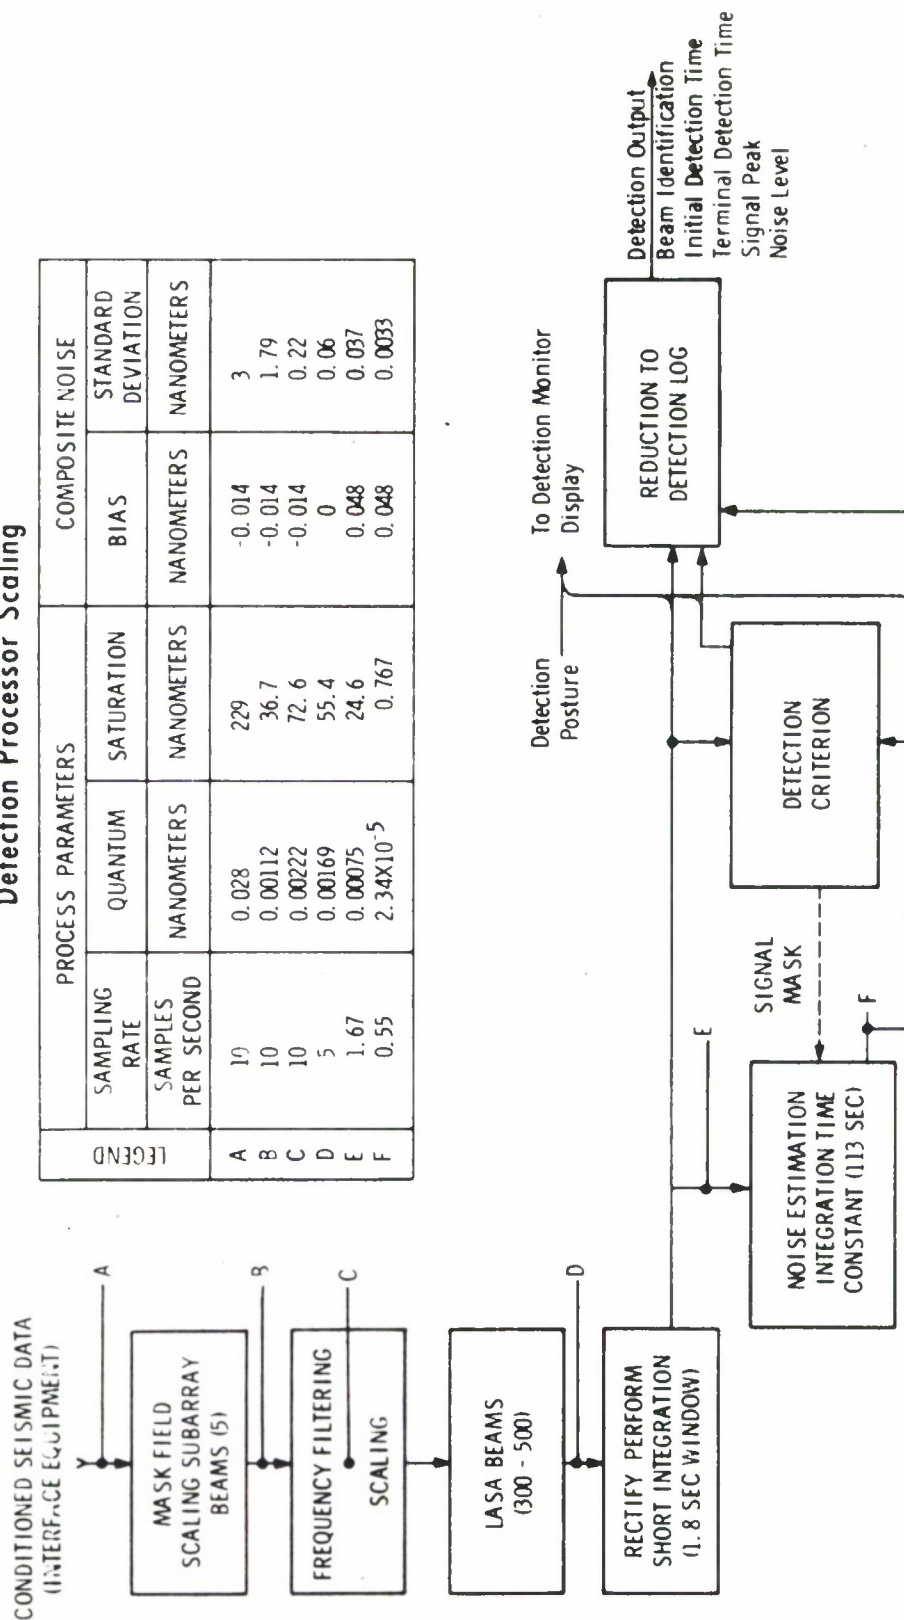 Detection Processor Scaling
LEGEND
PROCESS PARAMETERS
COMPOSITE NOISE
SAMPLING RATE
QUANTUM
SATURATION
BIAS
STANDARD DEVIATION
SAMPLES PER SECOND
NANOMETERS
NANOMETERS
NANOMETERS
NANOMETERS
A 10 0.028 229 -0.014 3
B 10 0.00112 36.7 -0.014 1.79
C 10 0.00222 72.6 -0.014 0.22
D 5 0.00169 55.4 0 0.06
E 1.67 0.00075 24.6 0.048 0.037
F 0.55 2.34X10-5 0.767 0.048 0.0033
CONDITIONED SEISMIC DATA
(INTERFACE EQUIPMENT)
A
MASK FIELD
SCALING SUBARRAY
BEAMS (5)
B
FREQUENCY FILTERING
C
SCALING
LASA BEAMS
(300 - 500)
D
RECTIFY PERFORM
SHORT INTEGRATION
(1.8 SEC WINDOW)
E
NOISE ESTIMATION
INTEGRATION TIME
CONSTANT (113 SEC)
F
SIGNAL
MASK
DETECTION
CRITERION
Detection
Posture
To Detection Monitor
Display
REDUCTION TO
DETECTION LOG
Detection Output
Beam Identification
Initial Detection Time
Terminal Detection Time
Signal Peak
Noise Level